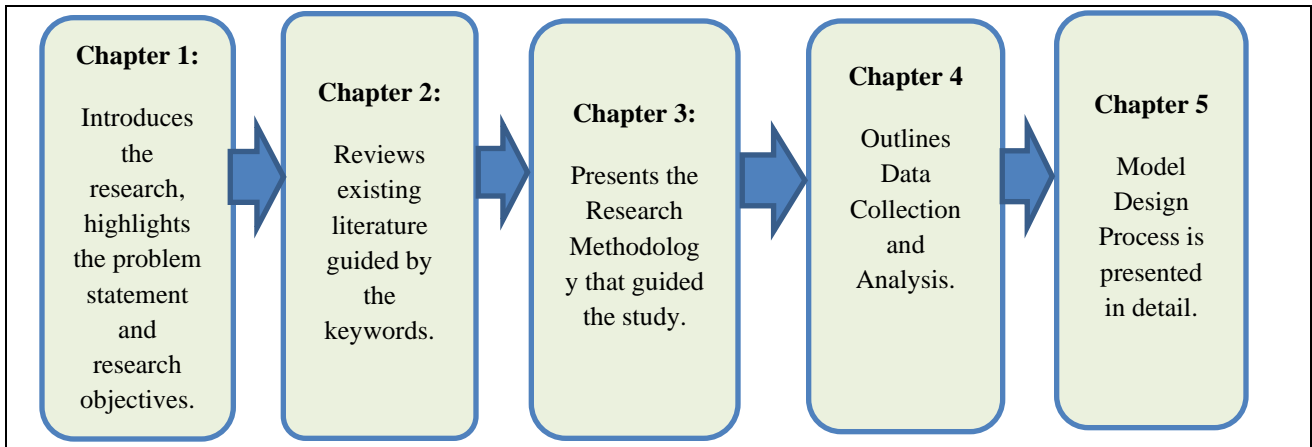 Chapter 1:
Introduces
the
research,
highlights
the problem
statement
and
research
objectives.
Chapter 2:
Reviews
existing
literature
guided by
the
keywords.
Chapter 3:
Presents the
Research
Methodolog
y that guided
the study.
Chapter 4
Outlines
Data
Collection
and
Analysis.
Chapter 5
Model
Design
Process is
presented
in detail.